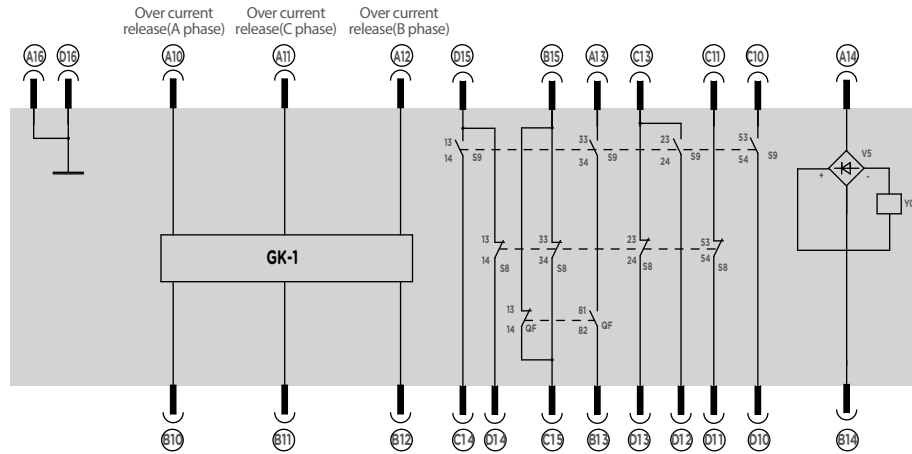 Over current
release(A phase)
Over current
release(C phase)
Over current
release(B phase)
A16 D16 A10 A11 A12 D15 B15 A13 C13 C11 C10 A14
13
14 S9
33
34 S9
23
24 S9
53
54 S9
V5
+ -
GK-1
13
14 S8
33
34 S8
23
24 S8
53
54 S8
13
14 QF
81
82 QF
B10 B11 B12 C14 D14 C15 B13 D13 D12 D11 D10 B14